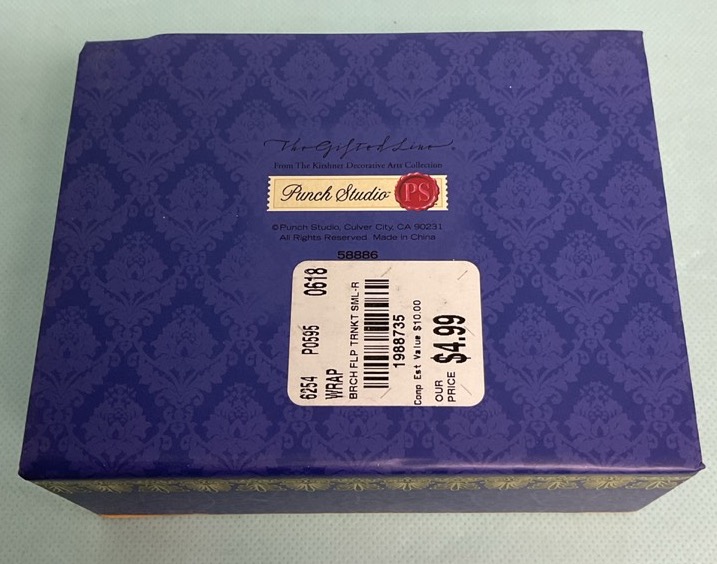 The Gifted Line®
From The Kirshner Decorative Arts Collection
Punch Studio™ PS
©Punch Studio, Culver City, CA 90231
All Rights Reserved. Made in China
58886
6254 P0595 0618
WRAP
BRCH FLP TRNKT SML-R
1988735
Comp Est Value $10.00
OUR PRICE $4.99